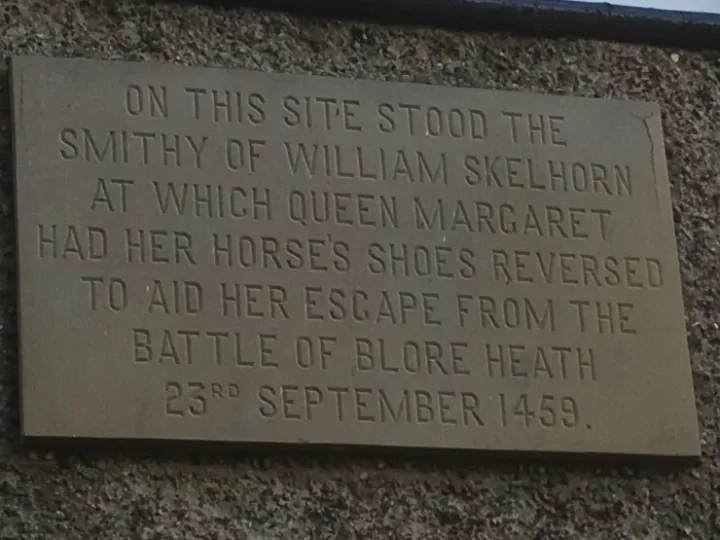 ON THIS SITE STOOD THE
SMITHY OF WILLIAM SKELHORN
AT WHICH QUEEN MARGARET
HAD HER HORSE'S SHOES REVERSED
TO AID HER ESCAPE FROM THE
BATTLE OF BLORE HEATH
23RD SEPTEMBER 1459.